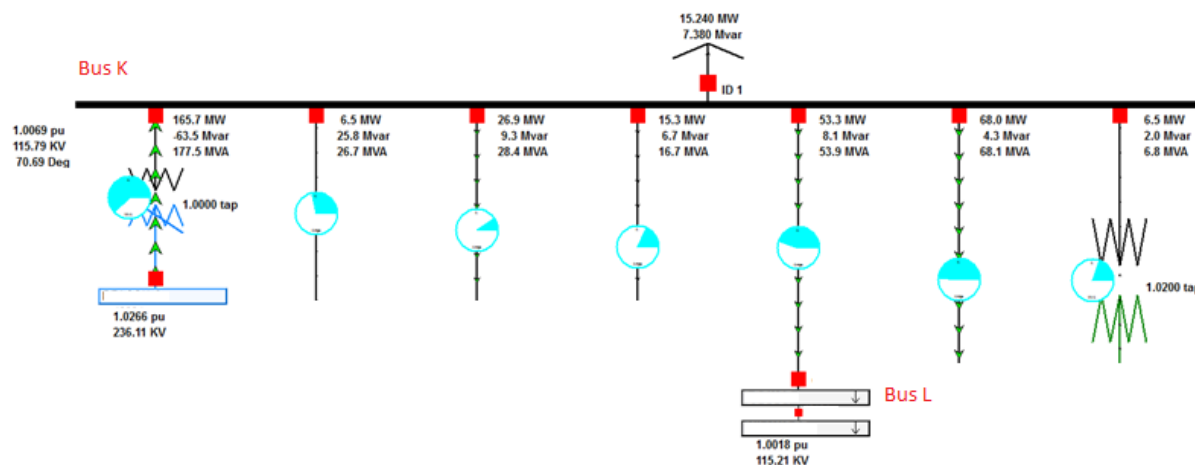 15.240 MW
7.380 Mvar
Bus K
ID 1
1.0069 pu
115.79 KV
70.69 Deg
165.7 MW
-63.5 Mvar
177.5 MVA
6.5 MW
25.8 Mvar
26.7 MVA
26.9 MW
9.3 Mvar
28.4 MVA
15.3 MW
6.7 Mvar
16.7 MVA
53.3 MW
8.1 Mvar
53.9 MVA
68.0 MW
4.3 Mvar
68.1 MVA
6.5 MW
2.0 Mvar
6.8 MVA
1.0000 tap
1.0200 tap
1.0266 pu
236.11 KV
Bus L
1.0018 pu
115.21 KV